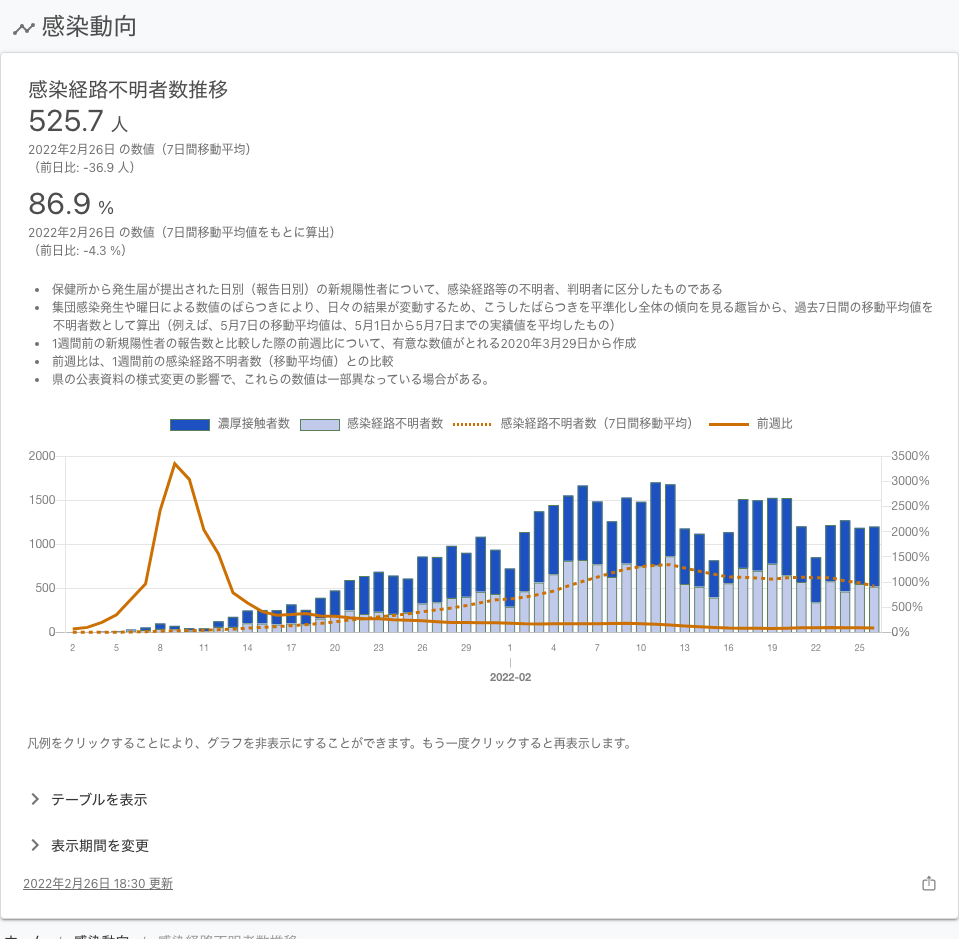 感染動向
感染経路不明者数推移
525.7 人
2022年2月26日 の数値（7日間移動平均）
（前日比: -36.9 人）
86.9 %
2022年2月26日 の数値（7日間移動平均値をもとに算出）
（前日比: -4.3 %）
• 保健所から発生届が提出された日別（報告日別）の新規陽性者について、感染経路等の不明者、判明者に区分したものである
• 集団感染発生や曜日による数値のばらつきにより、日々の結果が変動するため、こうしたばらつきを平準化し全体の傾向を見る趣旨から、過去7日間の移動平均値を
不明者数として算出（例えば、5月7日の移動平均値は、5月1日から5月7日までの実績値を平均したもの）
• 1週間前の新規陽性者の報告数と比較した際の前週比について、有意な数値がとれる2020年3月29日から作成
• 前週比は、1週間前の感染経路不明者数（移動平均値）との比較
• 県の公表資料の様式変更の影響で、これらの数値は一部異なっている場合がある。
濃厚接触者数 感染経路不明者数 感染経路不明者数（7日間移動平均） 前週比
2000 3500%
3000%
1500 2500%
2000%
1000 1500%
1000%
500 500%
0 0%
2 5 8 11 14 17 20 23 26 29 1 4 7 10 13 16 19 22 25
2022-02
凡例をクリックすることにより、グラフを非表示にすることができます。もう一度クリックすると再表示します。
テーブルを表示
表示期間を変更
2022年2月26日 18:30 更新
ホーム / 感染動向 / 感染経路不明者数推移